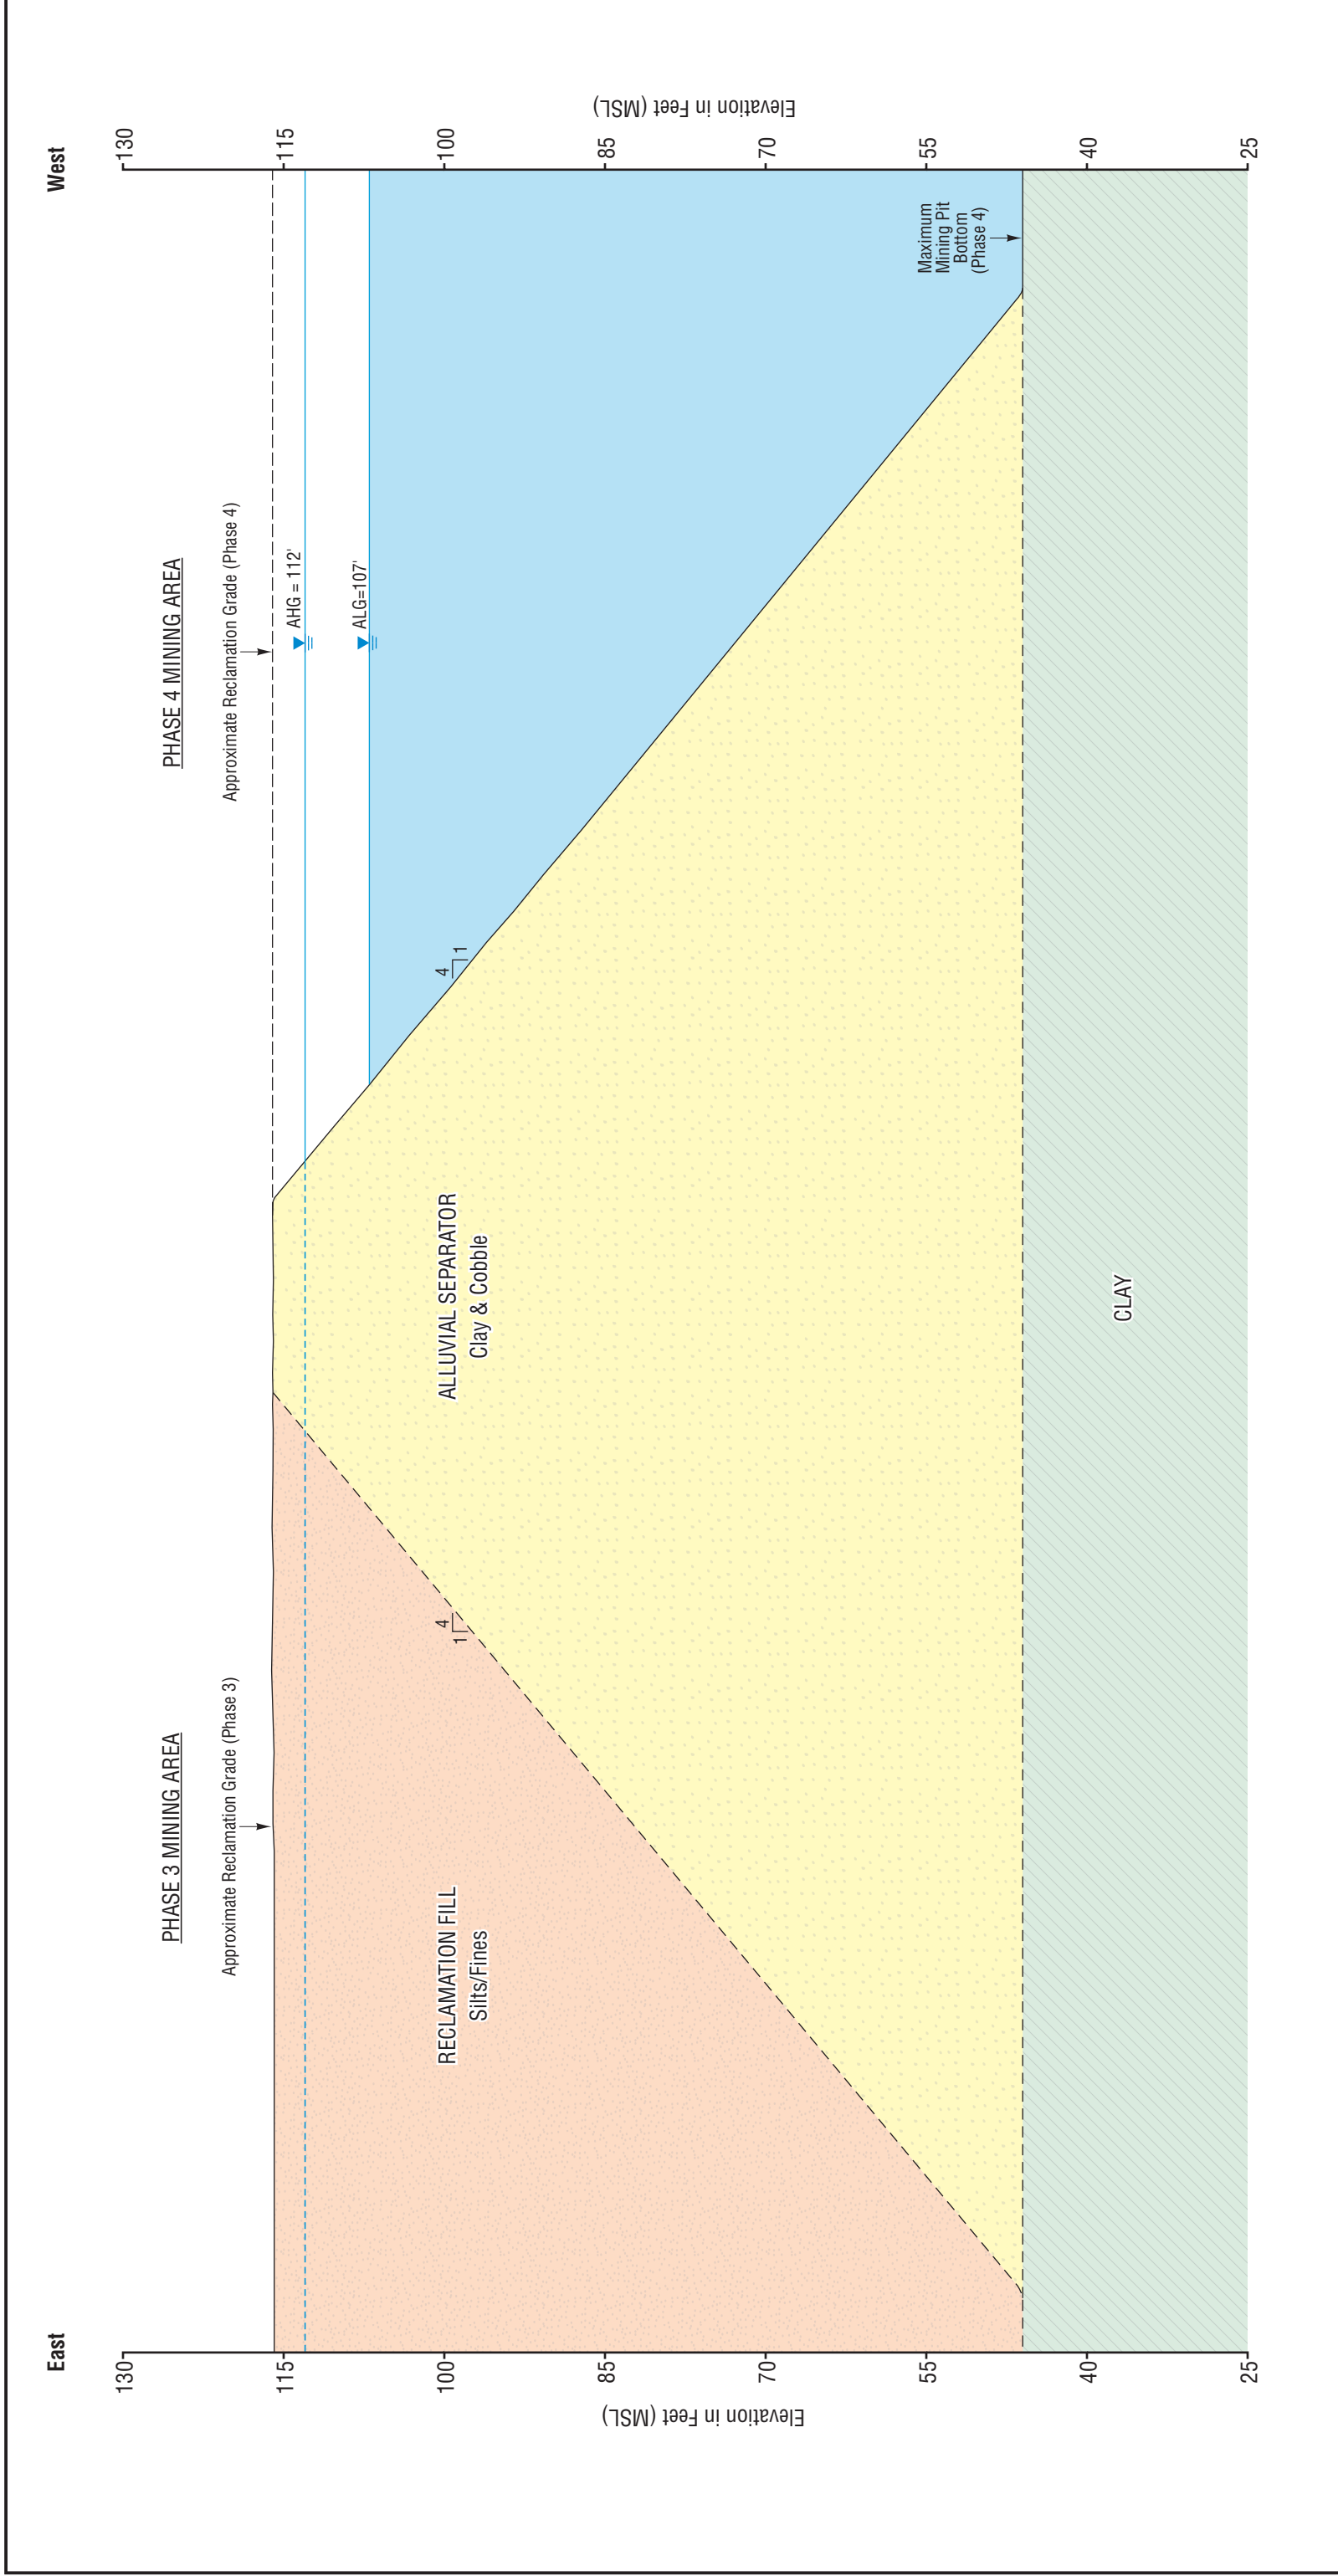 East
West
PHASE 3 MINING AREA
PHASE 4 MINING AREA
Approximate Reclamation Grade (Phase 3)
Approximate Reclamation Grade (Phase 4)
AHG = 112'
ALG=107'
130
115
100
85
70
55
40
25
Elevation in Feet (MSL)
RECLAMATION FILL
Silts/Fines
4
1
ALLUVIAL SEPARATOR
Clay & Cobble
4
1
CLAY
Maximum
Mining Pit
Bottom
(Phase 4)
130
115
100
85
70
55
40
25
Elevation in Feet (MSL)